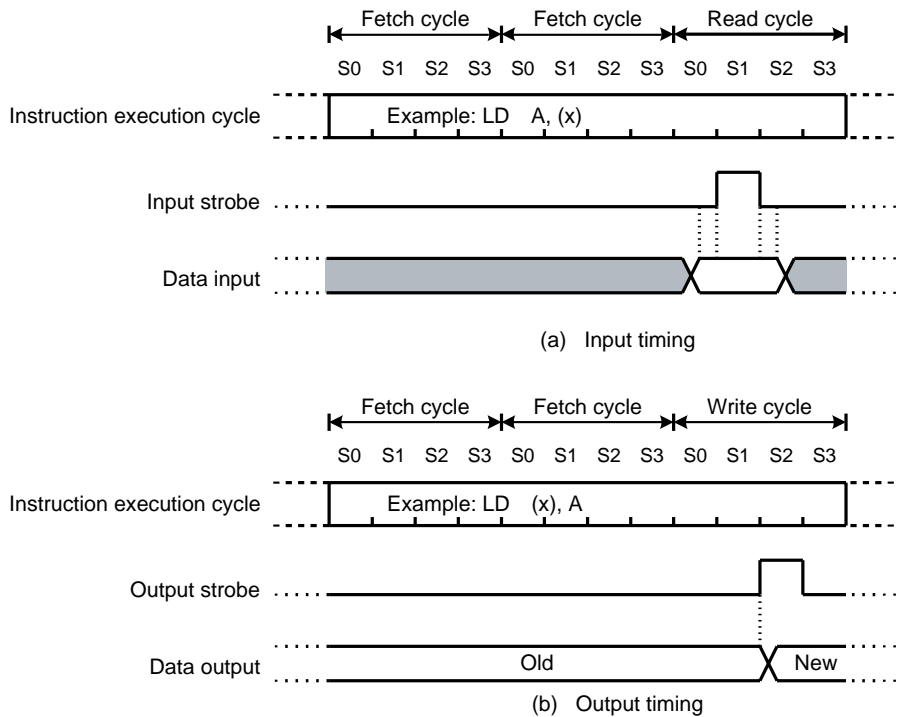 Fetch cycle Fetch cycle Read cycle
S0 S1 S2 S3 S0 S1 S2 S3 S0 S1 S2 S3
Instruction execution cycle Example: LD A, (x)
Input strobe
Data input
(a) Input timing
Fetch cycle Fetch cycle Write cycle
S0 S1 S2 S3 S0 S1 S2 S3 S0 S1 S2 S3
Instruction execution cycle Example: LD (x), A
Output strobe
Data output Old New
(b) Output timing